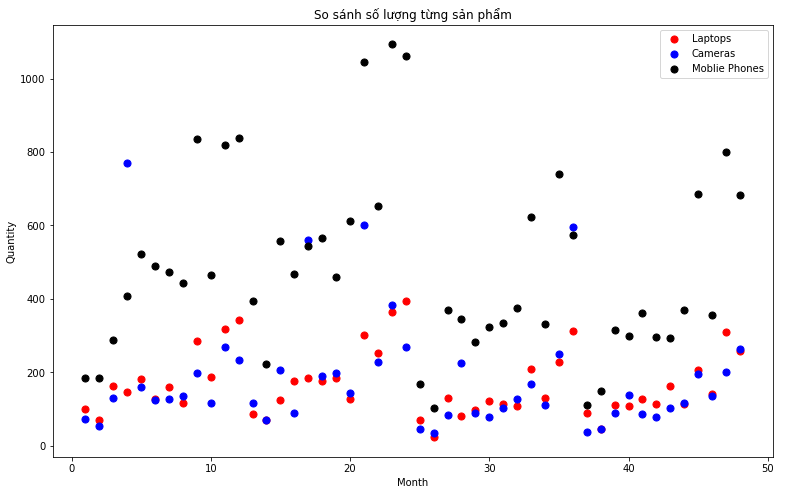 So sánh số lượng từng sản phẩm
Laptops
Cameras
Moblie Phones
1000
800
600
400
200
0
Quantity
0 10 20 30 40 50
Month